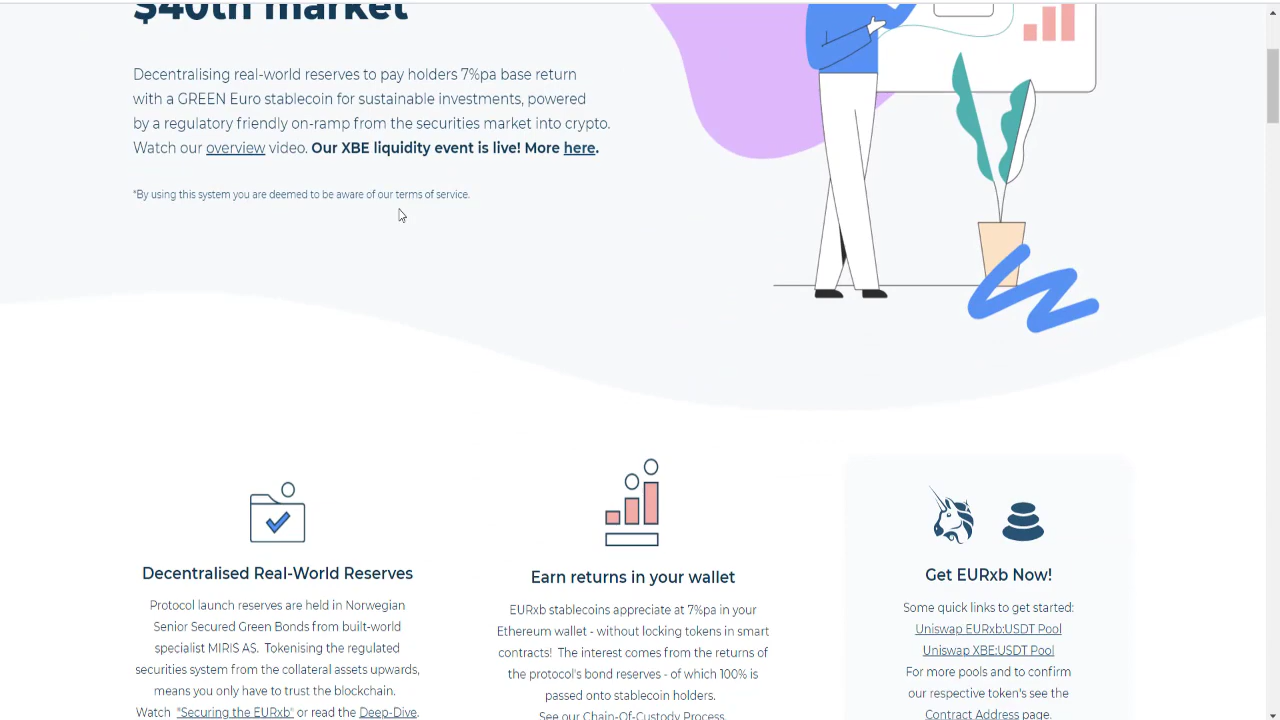 $40tn market
Decentralising real-world reserves to pay holders 7%pa base return
with a GREEN Euro stablecoin for sustainable investments, powered
by a regulatory friendly on-ramp from the securities market into crypto.
Watch our overview video. Our XBE liquidity event is live! More here.
*By using this system you are deemed to be aware of our terms of service.
Decentralised Real-World Reserves
Protocol launch reserves are held in Norwegian
Senior Secured Green Bonds from built-world
specialist MIRIS AS. Tokenising the regulated
securities system from the collateral assets upwards,
means you only have to trust the blockchain.
Watch "Securing the EURxb" or read the Deep-Dive.
Earn returns in your wallet
EURxb stablecoins appreciate at 7%pa in your
Ethereum wallet - without locking tokens in smart
contracts! The interest comes from the returns of
the protocol's bond reserves - of which 100% is
passed onto stablecoin holders.
See our Chain-Of-Custody Process.
Get EURxb Now!
Some quick links to get started:
Uniswap EURxb:USDT Pool
Uniswap XBE:USDT Pool
For more pools and to confirm
our respective token's see the
Contract Address page.